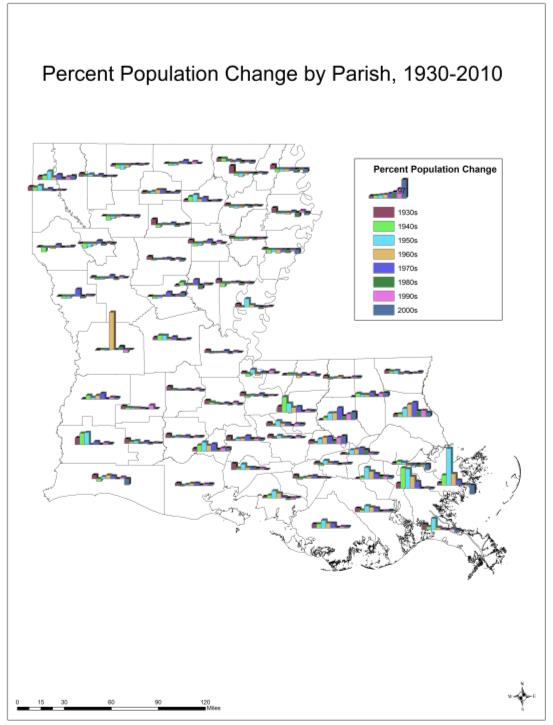 Percent Population Change by Parish, 1930-2010
Percent Population Change
1930s
1940s
1950s
1960s
1970s
1980s
1990s
2000s
N
W E
S
0 15 30 60 90 120
Miles